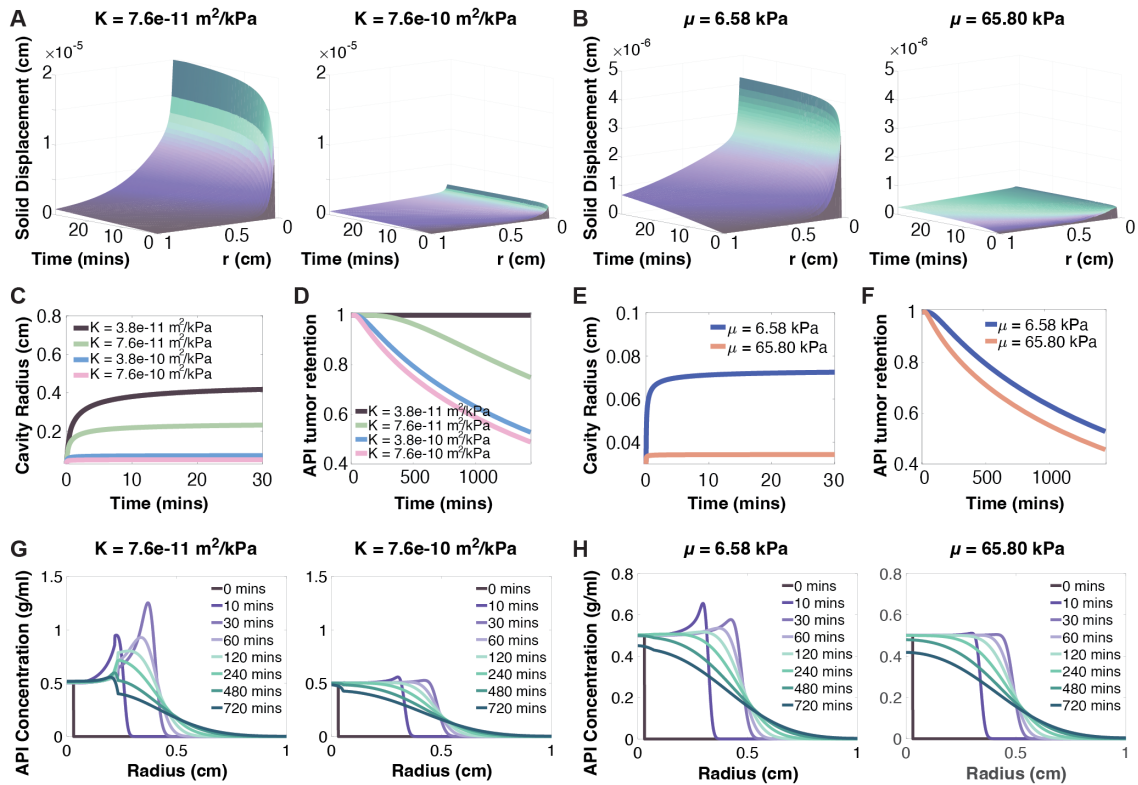 A
K = 7.6e-11 m²/kPa
K = 7.6e-10 m²/kPa
Solid Displacement (cm)
×10⁻⁵
2
1
0
20
10
0
1
0.5
0
Time (mins)
r (cm)
×10⁻⁵
2
1
0
20
10
0
1
0.5
0
Time (mins)
r (cm)
B
μ = 6.58 kPa
μ = 65.80 kPa
Solid Displacement (cm)
×10⁻⁶
5
4
3
2
1
0
20
10
0
1
0.5
0
Time (mins)
r (cm)
×10⁻⁶
5
4
3
2
1
0
20
10
0
1
0.5
0
Time (mins)
r (cm)
C
Cavity Radius (cm)
0.8
0.6
0.4
0.2
K = 3.8e-11 m²/kPa
K = 7.6e-11 m²/kPa
K = 3.8e-10 m²/kPa
K = 7.6e-10 m²/kPa
0
10
20
30
Time (mins)
D
API tumor retention
1
0.8
0.6
0.4
K = 3.8e-11 m²/kPa
K = 7.6e-11 m²/kPa
K = 3.8e-10 m²/kPa
K = 7.6e-10 m²/kPa
0
500
1000
Time (mins)
E
Cavity Radius (cm)
0.1
0.08
0.06
0.04
μ = 6.58 kPa
μ = 65.80 kPa
0
10
20
30
Time (mins)
F
API tumor retention
1
0.8
0.6
0.4
μ = 6.58 kPa
μ = 65.80 kPa
0
500
1000
Time (mins)
G
K = 7.6e-11 m²/kPa
K = 7.6e-10 m²/kPa
API Concentration (g/ml)
1.5
1
0.5
0
0 mins
10 mins
30 mins
60 mins
120 mins
240 mins
480 mins
720 mins
0
0.5
1
Radius (cm)
1.5
1
0.5
0
0 mins
10 mins
30 mins
60 mins
120 mins
240 mins
480 mins
720 mins
0
0.5
1
Radius (cm)
H
μ = 6.58 kPa
μ = 65.80 kPa
API Concentration (g/ml)
0.8
0.6
0.4
0.2
0
0 mins
10 mins
30 mins
60 mins
120 mins
240 mins
480 mins
720 mins
0
0.5
1
Radius (cm)
0.8
0.6
0.4
0.2
0
0 mins
10 mins
30 mins
60 mins
120 mins
240 mins
480 mins
720 mins
0
0.5
1
Radius (cm)